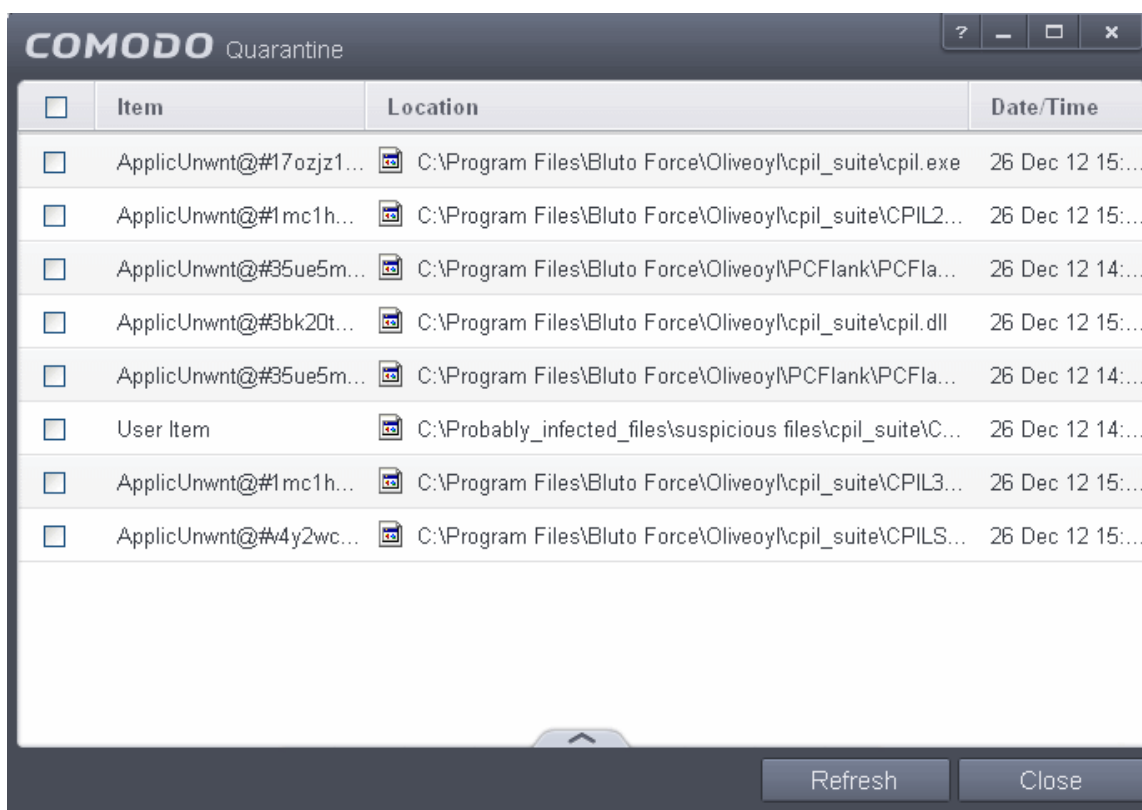 COMODO Quarantine
?
Item Location Date/Time
ApplicUnwnt@#17ozjz1... C:\Program Files\Bluto Force\Oliveoyl\cpil_suite\cpil.exe 26 Dec 12 15:...
ApplicUnwnt@#1mc1h... C:\Program Files\Bluto Force\Oliveoyl\cpil_suite\CPIL2... 26 Dec 12 15:...
ApplicUnwnt@#35ue5m... C:\Program Files\Bluto Force\Oliveoyl\PCFlank\PCFla... 26 Dec 12 14:...
ApplicUnwnt@#3bk20t... C:\Program Files\Bluto Force\Oliveoyl\cpil_suite\cpil.dll 26 Dec 12 15:...
ApplicUnwnt@#35ue5m... C:\Program Files\Bluto Force\Oliveoyl\PCFlank\PCFla... 26 Dec 12 14:...
User Item C:\Probably_infected_files\suspicious files\cpil_suite\C... 26 Dec 12 14:...
ApplicUnwnt@#1mc1h... C:\Program Files\Bluto Force\Oliveoyl\cpil_suite\CPIL3... 26 Dec 12 15:...
ApplicUnwnt@#v4y2wc... C:\Program Files\Bluto Force\Oliveoyl\cpil_suite\CPILS... 26 Dec 12 15:...
Refresh Close